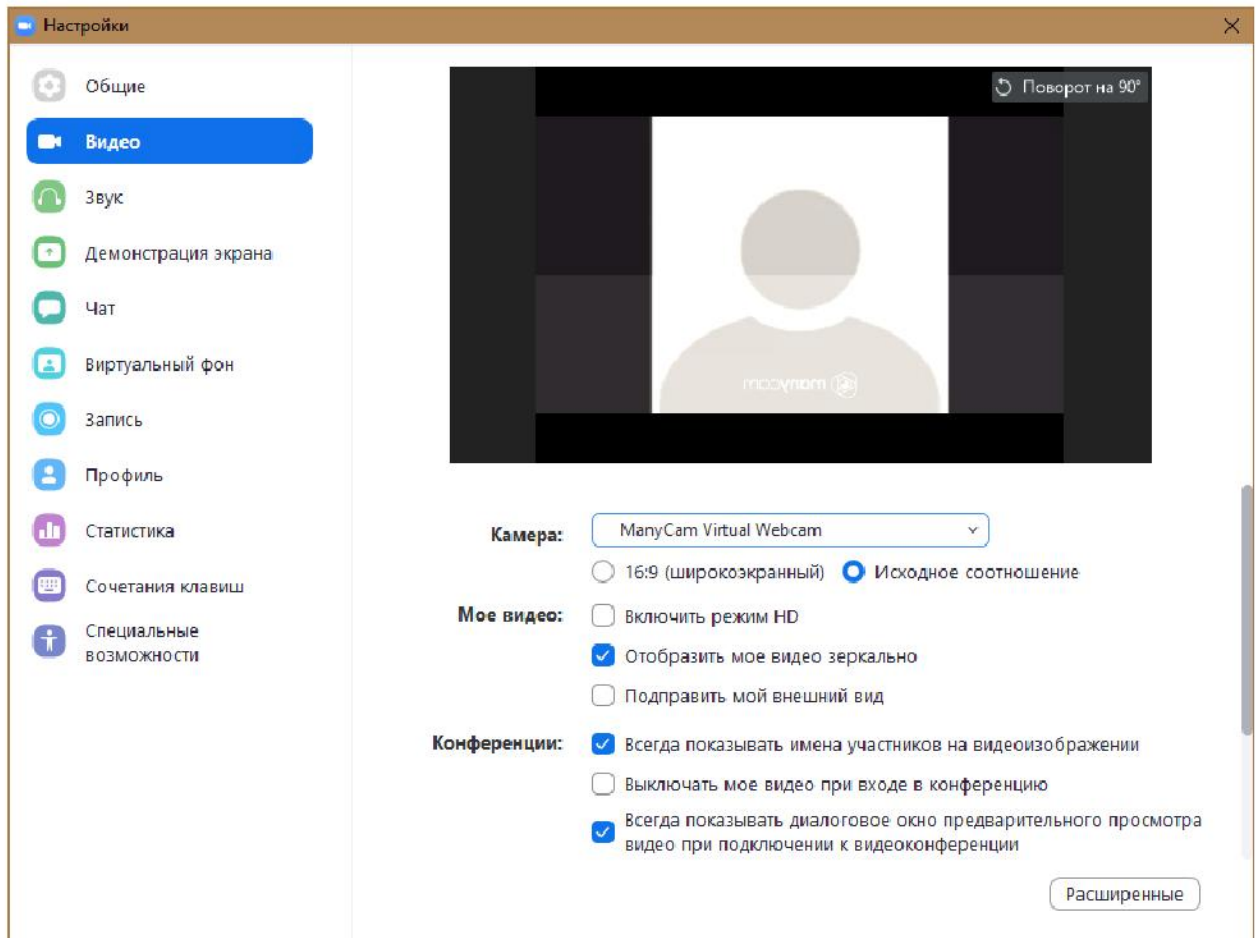 Настройки
Общие
Видео
Звук
Демонстрация экрана
Чат
Виртуальный фон
Запись
Профиль
Статистика
Сочетания клавиш
Специальные
возможности
Поворот на 90°
manycam
Камера:
ManyCam Virtual Webcam
16:9 (широкоэкранный)
Исходное соотношение
Мое видео:
Включить режим HD
Отобразить мое видео зеркально
Подправить мой внешний вид
Конференции:
Всегда показывать имена участников на видеоизображении
Выключать мое видео при входе в конференцию
Всегда показывать диалоговое окно предварительного просмотра
видео при подключении к видеоконференции
Расширенные